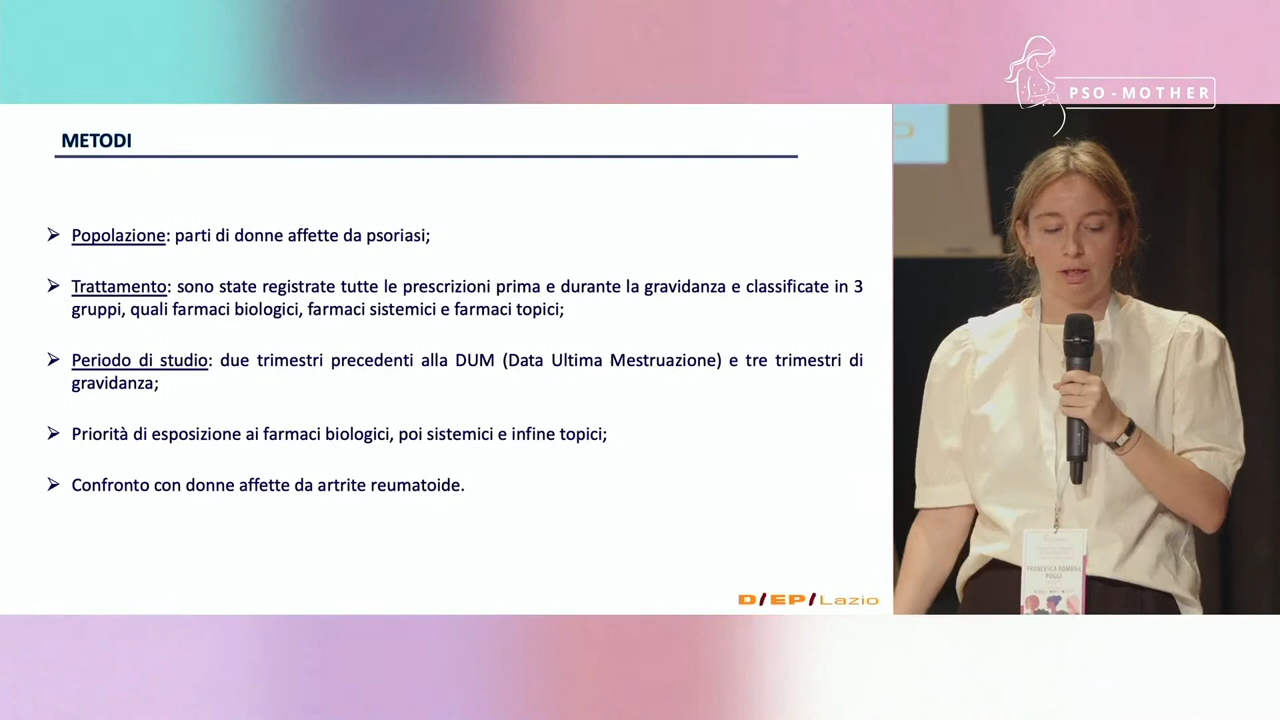 PSO-MOTHER
METODI
➢ Popolazione: parti di donne affette da psoriasi;
➢ Trattamento: sono state registrate tutte le prescrizioni prima e durante la gravidanza e classificate in 3
gruppi, quali farmaci biologici, farmaci sistemici e farmaci topici;
➢ Periodo di studio: due trimestri precedenti alla DUM (Data Ultima Mestruazione) e tre trimestri di
gravidanza;
➢ Priorità di esposizione ai farmaci biologici, poi sistemici e infine topici;
➢ Confronto con donne affette da artrite reumatoide.
D/EP/Lazio
FRANCESCA ROMANA
POGGI